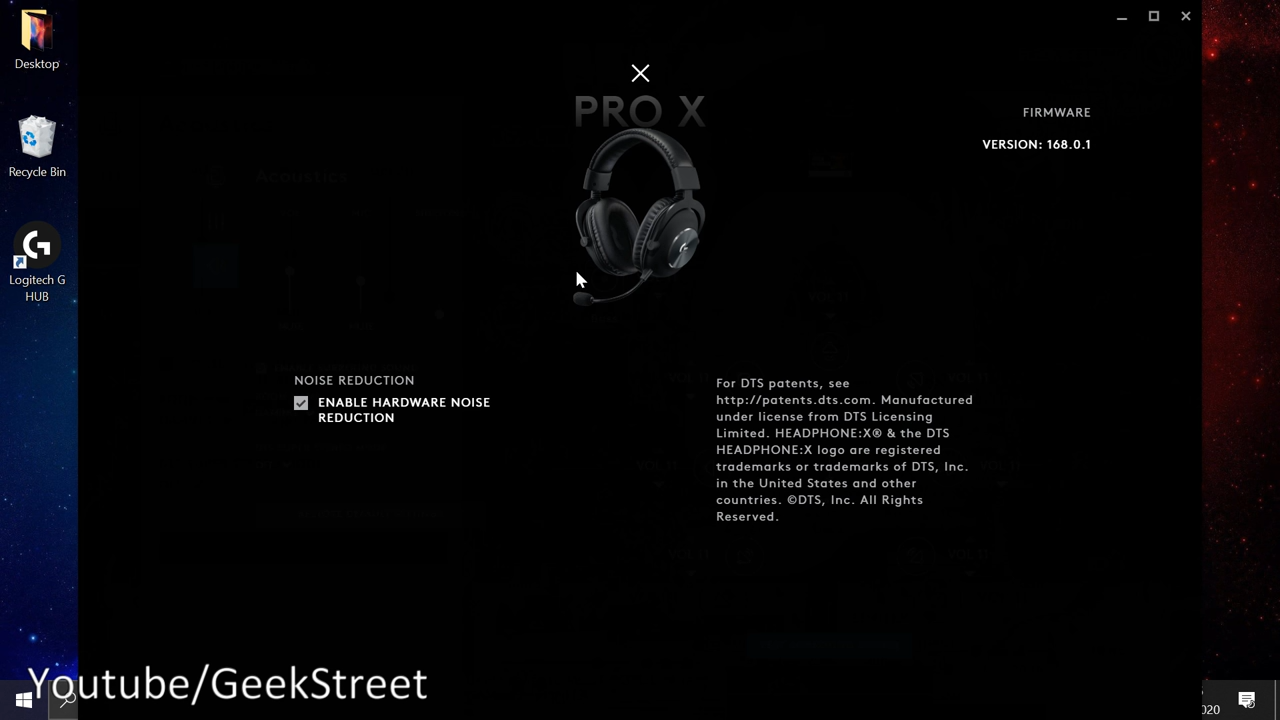 Desktop
Recycle Bin
Logitech G
HUB
PRO X
FIRMWARE
VERSION: 168.0.1
Acoustics
NOISE REDUCTION
ENABLE HARDWARE NOISE
REDUCTION
For DTS patents, see
http://patents.dts.com. Manufactured
under license from DTS Licensing
Limited. HEADPHONE:X® & the DTS
HEADPHONE:X logo are registered
trademarks or trademarks of DTS, Inc.
in the United States and other
countries. ©DTS, Inc. All Rights
Reserved.
Youtube/GeekStreet
020